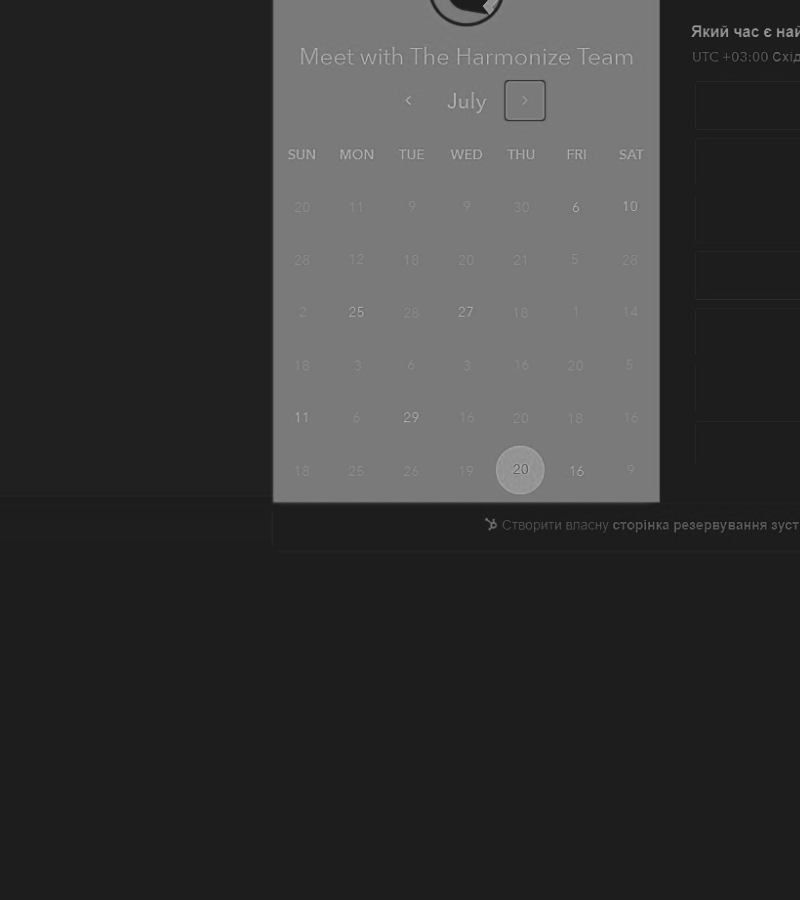 Meet with The Harmonize Team
July
SUN MON TUE WED THU FRI SAT
20 11 9 9 30 6 10
28 12 18 20 21 5 28
2 25 28 27 18 1 14
18 3 6 3 16 20 5
11 6 29 16 20 18 16
18 25 26 19 20 16 9
Створити власну сторінка резервування зуст
Який час є най
UTC +03:00 Схід